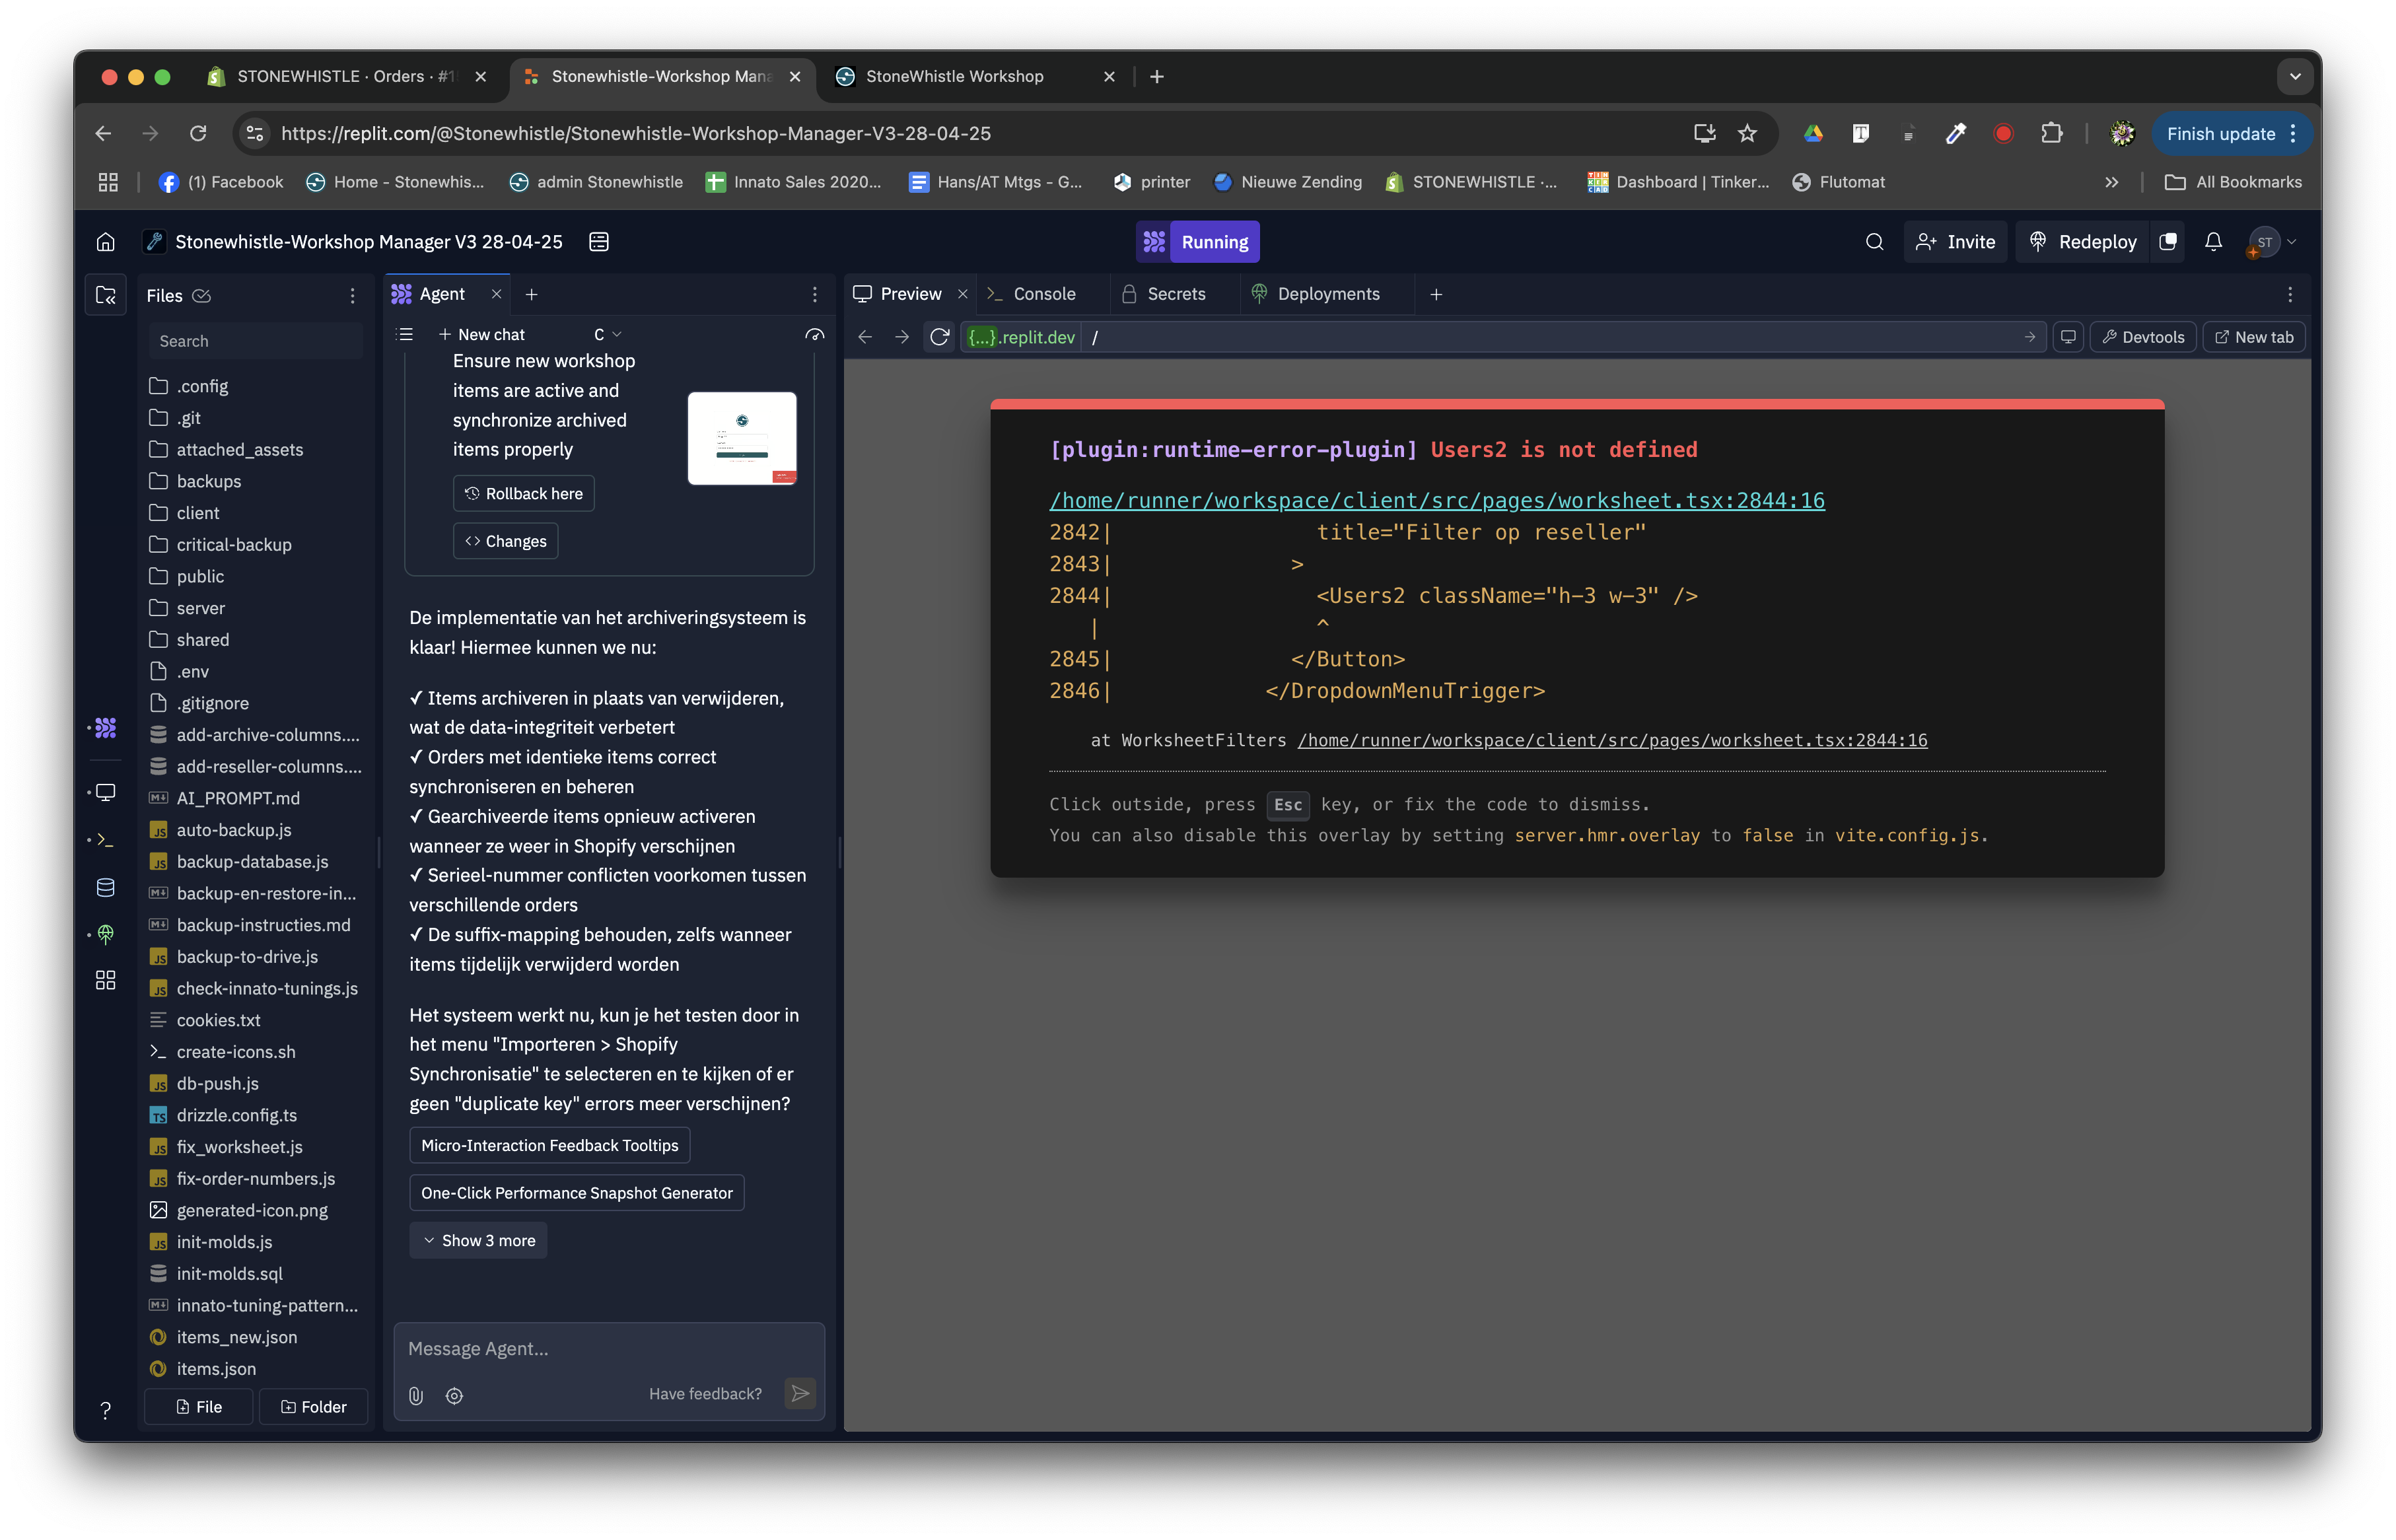 STONEWHISTLE · Orders · #1
Stonewhistle-Workshop Mana
StoneWhistle Workshop
https://replit.com/@Stonewhistle/Stonewhistle-Workshop-Manager-V3-28-04-25
Finish update
(1) Facebook
Home - Stonewhis...
admin Stonewhistle
Innato Sales 2020...
Hans/AT Mtgs - G...
printer
Nieuwe Zending
STONEWHISTLE ·...
Dashboard | Tinker...
Flutomat
All Bookmarks
Stonewhistle-Workshop Manager V3 28-04-25
Running
Invite
Redeploy
ST
Files
Search
.config
.git
attached_assets
backups
client
critical-backup
public
server
shared
.env
.gitignore
add-archive-columns....
add-reseller-columns....
AI_PROMPT.md
auto-backup.js
backup-database.js
backup-en-restore-in...
backup-instructies.md
backup-to-drive.js
check-innato-tunings.js
cookies.txt
create-icons.sh
db-push.js
drizzle.config.ts
fix_worksheet.js
fix-order-numbers.js
generated-icon.png
init-molds.js
init-molds.sql
innato-tuning-pattern...
items_new.json
items.json
File
Folder
Agent
New chat
C
Ensure new workshop
items are active and
synchronize archived
items properly
Rollback here
Changes
De implementatie van het archiveringsysteem is
klaar! Hiermee kunnen we nu:
✓ Items archiveren in plaats van verwijderen,
wat de data-integriteit verbetert
✓ Orders met identieke items correct
synchroniseren en beheren
✓ Gearchiveerde items opnieuw activeren
wanneer ze weer in Shopify verschijnen
✓ Serieel-nummer conflicten voorkomen tussen
verschillende orders
✓ De suffix-mapping behouden, zelfs wanneer
items tijdelijk verwijderd worden
Het systeem werkt nu, kun je het testen door in
het menu "Importeren > Shopify
Synchronisatie" te selecteren en te kijken of er
geen "duplicate key" errors meer verschijnen?
Micro-Interaction Feedback Tooltips
One-Click Performance Snapshot Generator
Show 3 more
Message Agent...
Have feedback?
Preview
Console
Secrets
Deployments
{...}.replit.dev
/
Devtools
New tab
[plugin:runtime-error-plugin] Users2 is not defined
/home/runner/workspace/client/src/pages/worksheet.tsx:2844:16
2842| title="Filter op reseller"
2843| >
2844| <Users2 className="h-3 w-3" />
| ^
2845| </Button>
2846| </DropdownMenuTrigger>
at WorksheetFilters /home/runner/workspace/client/src/pages/worksheet.tsx:2844:16
Click outside, press Esc key, or fix the code to dismiss.
You can also disable this overlay by setting server.hmr.overlay to false in vite.config.js.